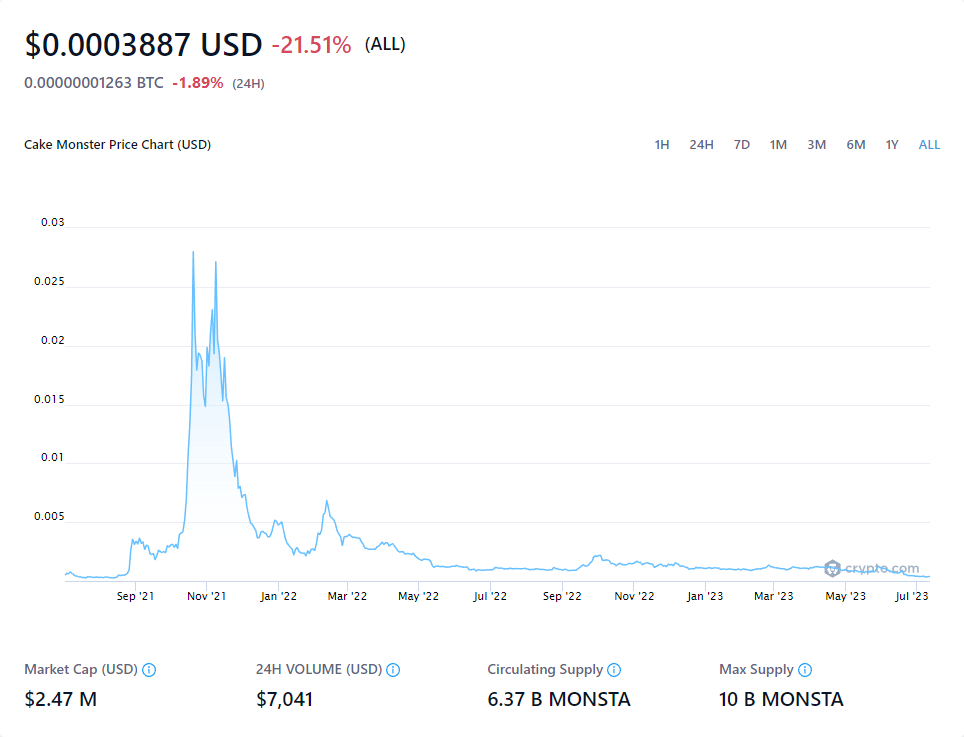 $0.0003887 USD -21.51% (ALL)
0.00000001263 BTC -1.89% (24H)
Cake Monster Price Chart (USD) 1H 24H 7D 1M 3M 6M 1Y ALL
0.03
0.025
0.02
0.015
0.01
0.005
crypto.com
Sep '21 Nov '21 Jan '22 Mar '22 May '22 Jul '22 Sep '22 Nov '22 Jan '23 Mar '23 May '23 Jul '23
Market Cap (USD) 24H VOLUME (USD) Circulating Supply Max Supply
$2.47 M $7,041 6.37 B MONSTA 10 B MONSTA